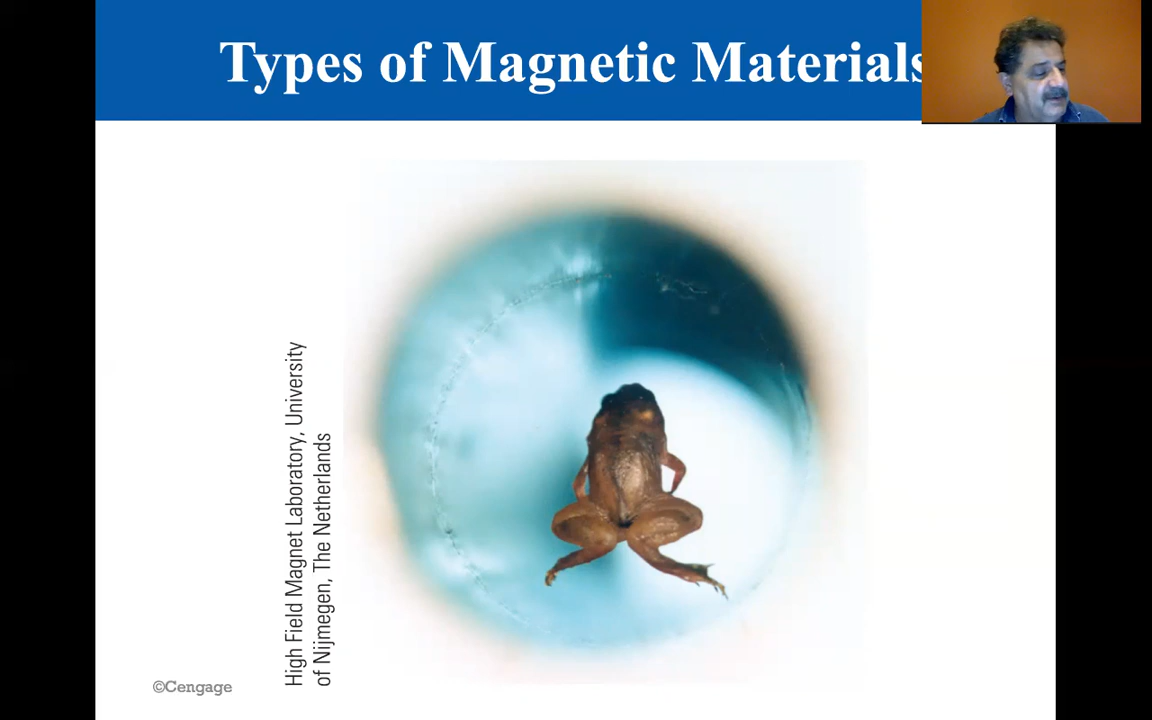 Types of Magnetic Materials
High Field Magnet Laboratory, University
of Nijmegen, The Netherlands
©Cengage